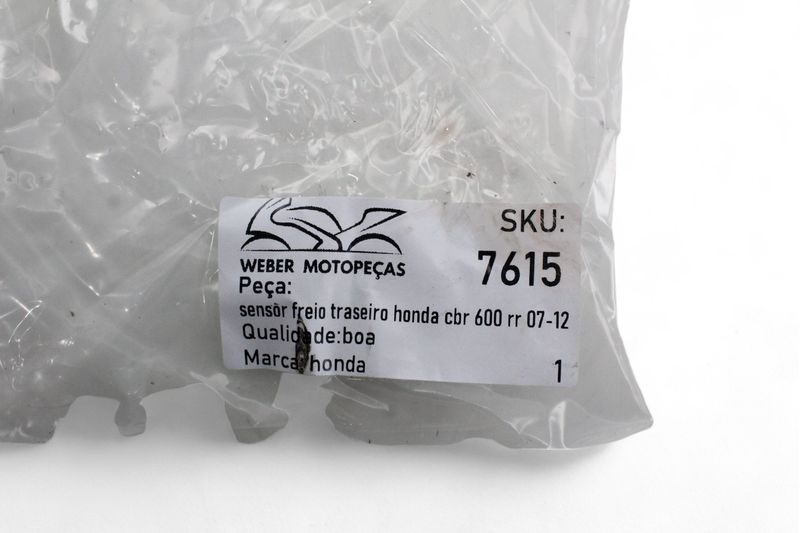 SKU:
WEBER MOTOPEÇAS
7615
Peça:
sensor freio traseiro honda cbr 600 rr 07-12
Qualidade:boa
Marca:honda
1